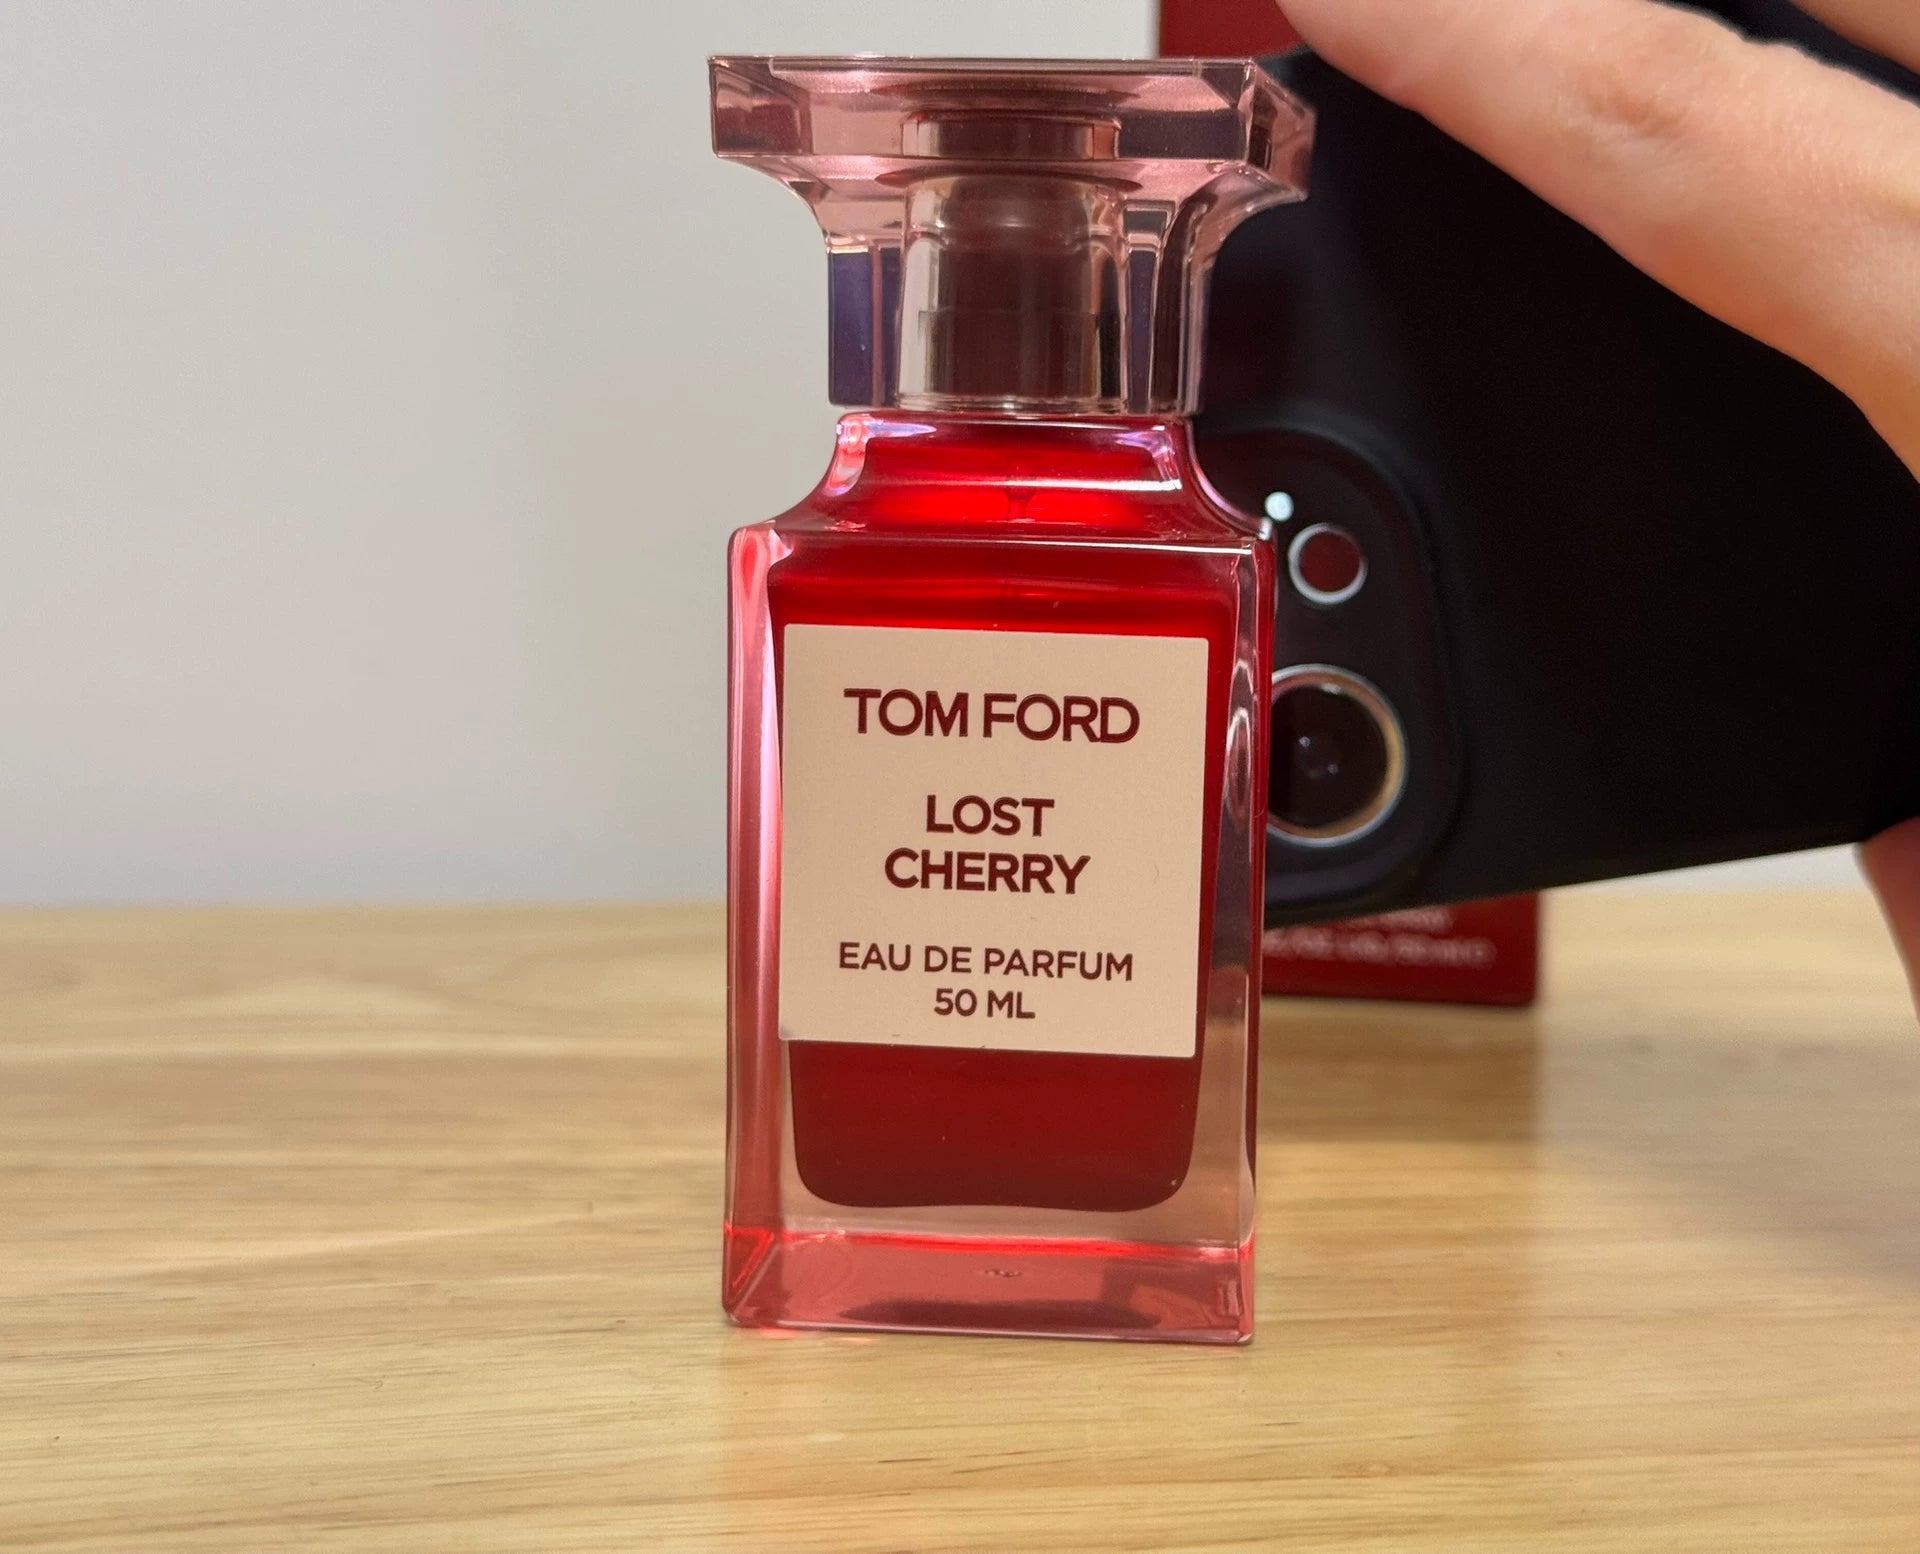 TOM FORD
LOST
CHERRY
EAU DE PARFUM
50 ML